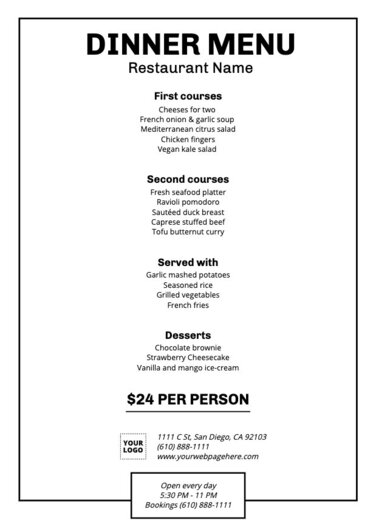 DINNER MENU
Restaurant Name
First courses
Cheeses for two
French onion & garlic soup
Mediterranean citrus salad
Chicken fingers
Vegan kale salad
Second courses
Fresh seafood platter
Ravioli pomodoro
Sautéed duck breast
Caprese stuffed beef
Tofu butternut curry
Served with
Garlic mashed potatoes
Seasoned rice
Grilled vegetables
French fries
Desserts
Chocolate brownie
Strawberry Cheesecake
Vanilla and mango ice-cream
$24 PER PERSON
YOUR
LOGO
1111 C St, San Diego, CA 92103
(610) 888-1111
www.yourwebpagehere.com
Open every day
5:30 PM - 11 PM
Bookings (610) 888-1111